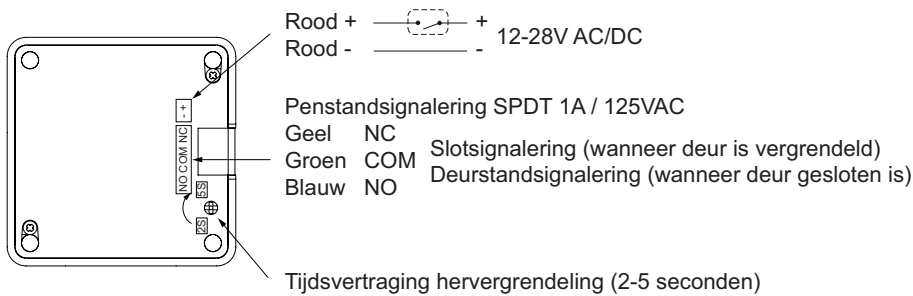 Rood + + 12-28V AC/DC
Rood - -
- +
Penstandsignalering SPDT 1A / 125VAC
Geel NC
Groen COM Slotsignalering (wanneer deur is vergrendeld)
Blauw NO Deurstandsignalering (wanneer deur gesloten is)
NO COM NC
5S
2S
Tijdsvertraging hervergrendeling (2-5 seconden)